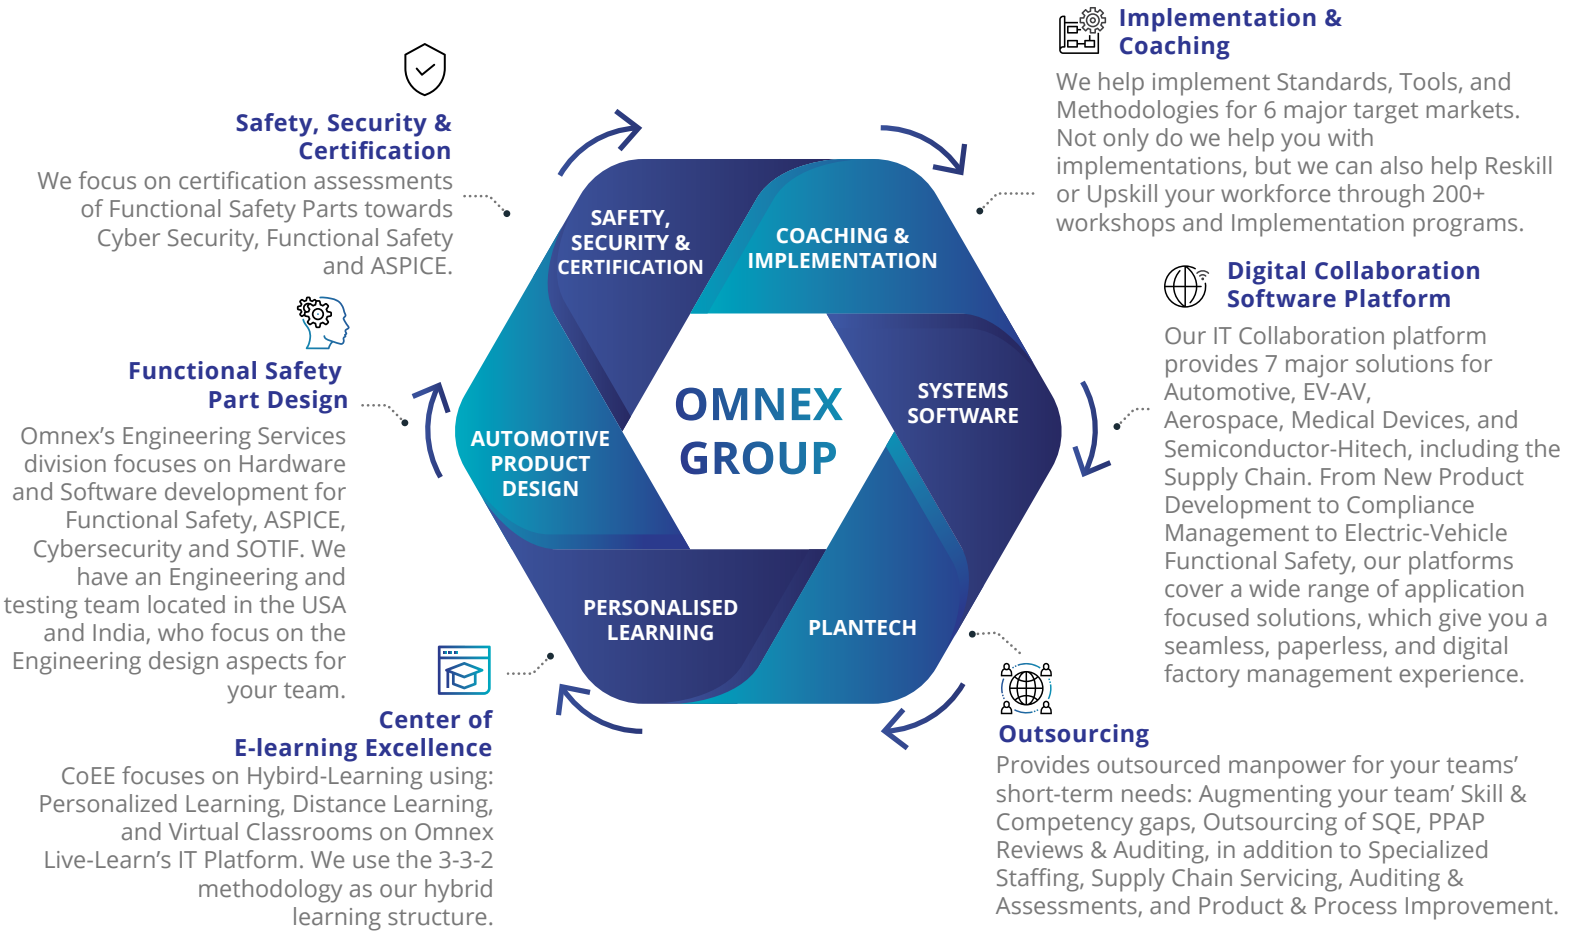 Safety, Security &
Certification
We focus on certification assessments
of Functional Safety Parts towards
Cyber Security, Functional Safety
and ASPICE.
Functional Safety
Part Design
Omnex’s Engineering Services
division focuses on Hardware
and Software development for
Functional Safety, ASPICE,
Cybersecurity and SOTIF. We
have an Engineering and
testing team located in the USA
and India, who focus on the
Engineering design aspects for
your team.
Center of
E-learning Excellence
CoEE focuses on Hybird-Learning using:
Personalized Learning, Distance Learning,
and Virtual Classrooms on Omnex
Live-Learn’s IT Platform. We use the 3-3-2
methodology as our hybrid
learning structure.
SAFETY,
SECURITY &
CERTIFICATION
COACHING &
IMPLEMENTATION
SYSTEMS
SOFTWARE
PLANTECH
PERSONALISED
LEARNING
AUTOMOTIVE
PRODUCT
DESIGN
OMNEX
GROUP
Implementation &
Coaching
We help implement Standards, Tools, and
Methodologies for 6 major target markets.
Not only do we help you with
implementations, but we can also help Reskill
or Upskill your workforce through 200+
workshops and Implementation programs.
Digital Collaboration
Software Platform
Our IT Collaboration platform
provides 7 major solutions for
Automotive, EV-AV,
Aerospace, Medical Devices, and
Semiconductor-Hitech, including the
Supply Chain. From New Product
Development to Compliance
Management to Electric-Vehicle
Functional Safety, our platforms
cover a wide range of application
focused solutions, which give you a
seamless, paperless, and digital
factory management experience.
Outsourcing
Provides outsourced manpower for your teams’
short-term needs: Augmenting your team’ Skill &
Competency gaps, Outsourcing of SQE, PPAP
Reviews & Auditing, in addition to Specialized
Staffing, Supply Chain Servicing, Auditing &
Assessments, and Product & Process Improvement.